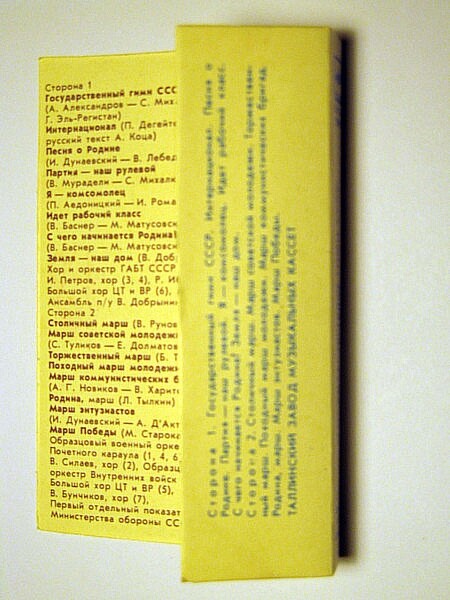 Сторона 1
Государственный гимн СССР
(А. Александров — С. Мих
Г. Эль-Регистан)
Интернационал (П. Дегейте
русский текст А. Коца)
Песня о Родине
(И. Дунаевский — В. Лебед
Партия — наш рулевой
(В. Мурадели — С. Михалк
Я — комсомолец
(П. Аедоницкий — И. Рома
Идет рабочий класс
(В. Баснер — М. Матусовск
С чего начинается Родина?
(В. Баснер — М. Матусовск
Земля — наш дом (В. Доб
Хор и оркестр ГАБТ СССР
И. Петров, хор (3, 4), Р. И
Большой хор ЦТ и ВР (6),
Ансамбль п/у В. Добрынин
Сторона 2
Столичный марш (В. Рунов
Марш советской молодежи
(С. Туликов — Е. Долматов
Торжественный марш (Б. Т
Походный марш молодежи
Марш коммунистических б
(А. Г. Новиков — В. Харит
Родина, марш (Л. Тылкин)
Марш энтузиастов
(И. Дунаевский — А. Д'Акт
Марш Победы (М. Старока
Образцовый военный орке
Почетного караула (1, 4, 6,
В. Силаев, хор (2), Образц
оркестр Внутренних войск
Большой хор ЦТ и ВР (5),
В. Бунчиков, хор (7),
Первый отдельный показат
Министерства обороны СС
Сторона 1. Государственный гимн СССР. Интернационал. Песня о
Родине. Партия — наш рулевой. Я — комсомолец. Идет рабочий класс.
С чего начинается Родина? Земля — наш дом.
Сторона 2. Столичный марш. Марш советской молодежи. Торжествен-
ный марш. Походный марш молодежи. Марш коммунистических бригад.
Родина, марш. Марш энтузиастов. Марш Победы.
ТАЛЛИНСКИЙ ЗАВОД МУЗЫКАЛЬНЫХ КАССЕТ